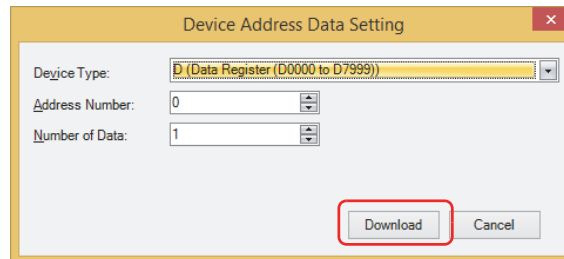 Device Address Data Setting
Device Type: D (Data Register (D0000 to D7999))
Address Number: 0
Number of Data: 1
Download Cancel